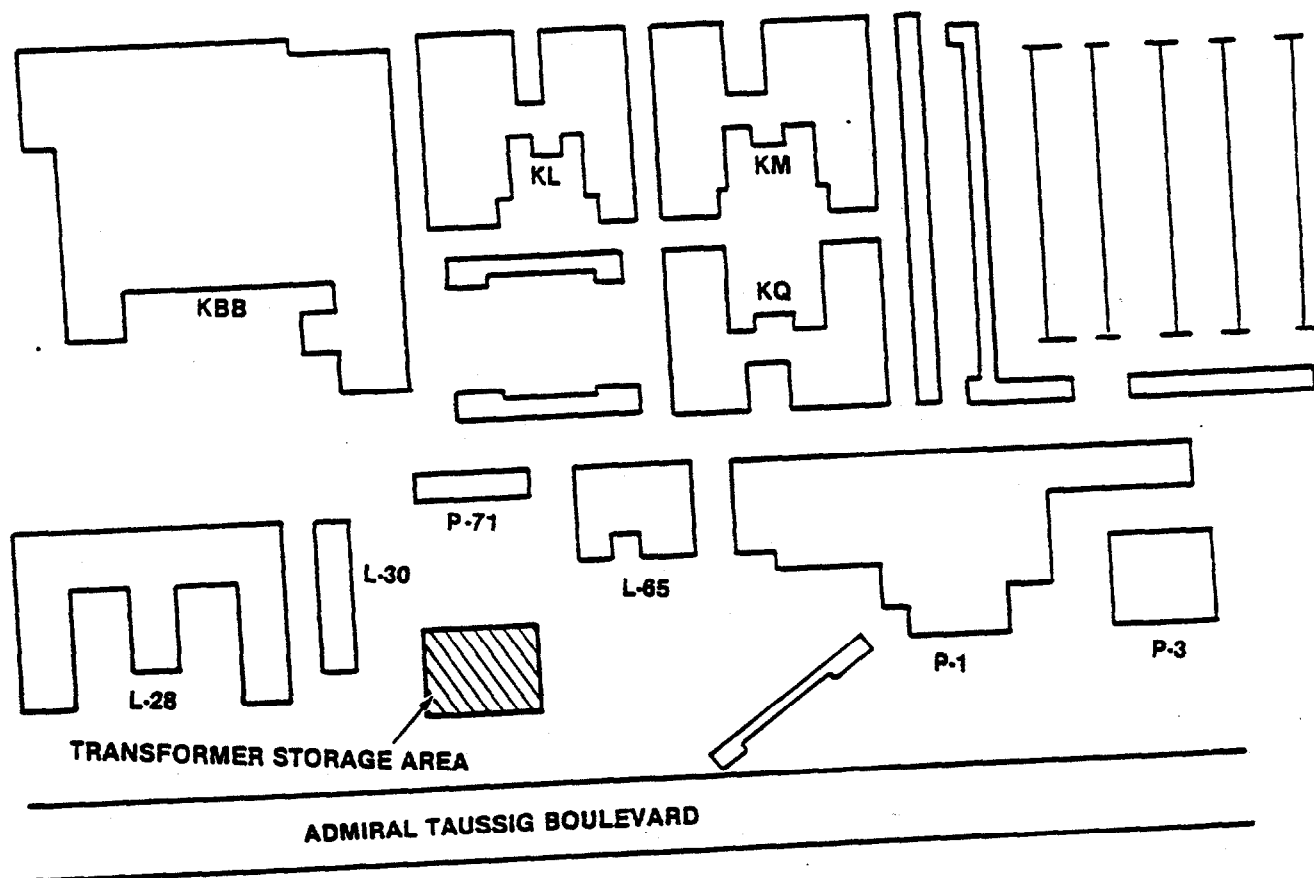 KL
KM
KBB
KQ
P-71
L-30
L-65
P-1
P-3
L-28
TRANSFORMER STORAGE AREA
ADMIRAL TAUSSIG BOULEVARD